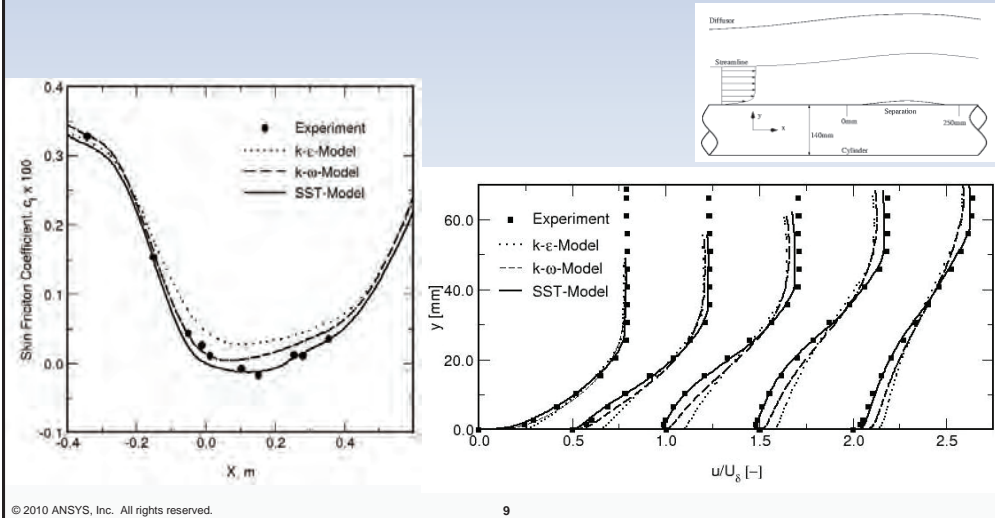 Diffusor
Streamline
y
x
0mm
Separation
250mm
140mm
Cylinder
0.4
0.3
0.2
0.1
0.0
-0.1
-0.4
-0.2
0.0
0.2
0.4
Skin Friciton Coefficient, cf x 100
X, m
Experiment
k-ε-Model
k-ω-Model
SST-Model
60.0
40.0
20.0
0.0
0.0
0.5
1.0
1.5
2.0
2.5
y [mm]
u/Uδ [–]
Experiment
k-ε-Model
k-ω-Model
SST-Model
© 2010 ANSYS, Inc. All rights reserved.
9